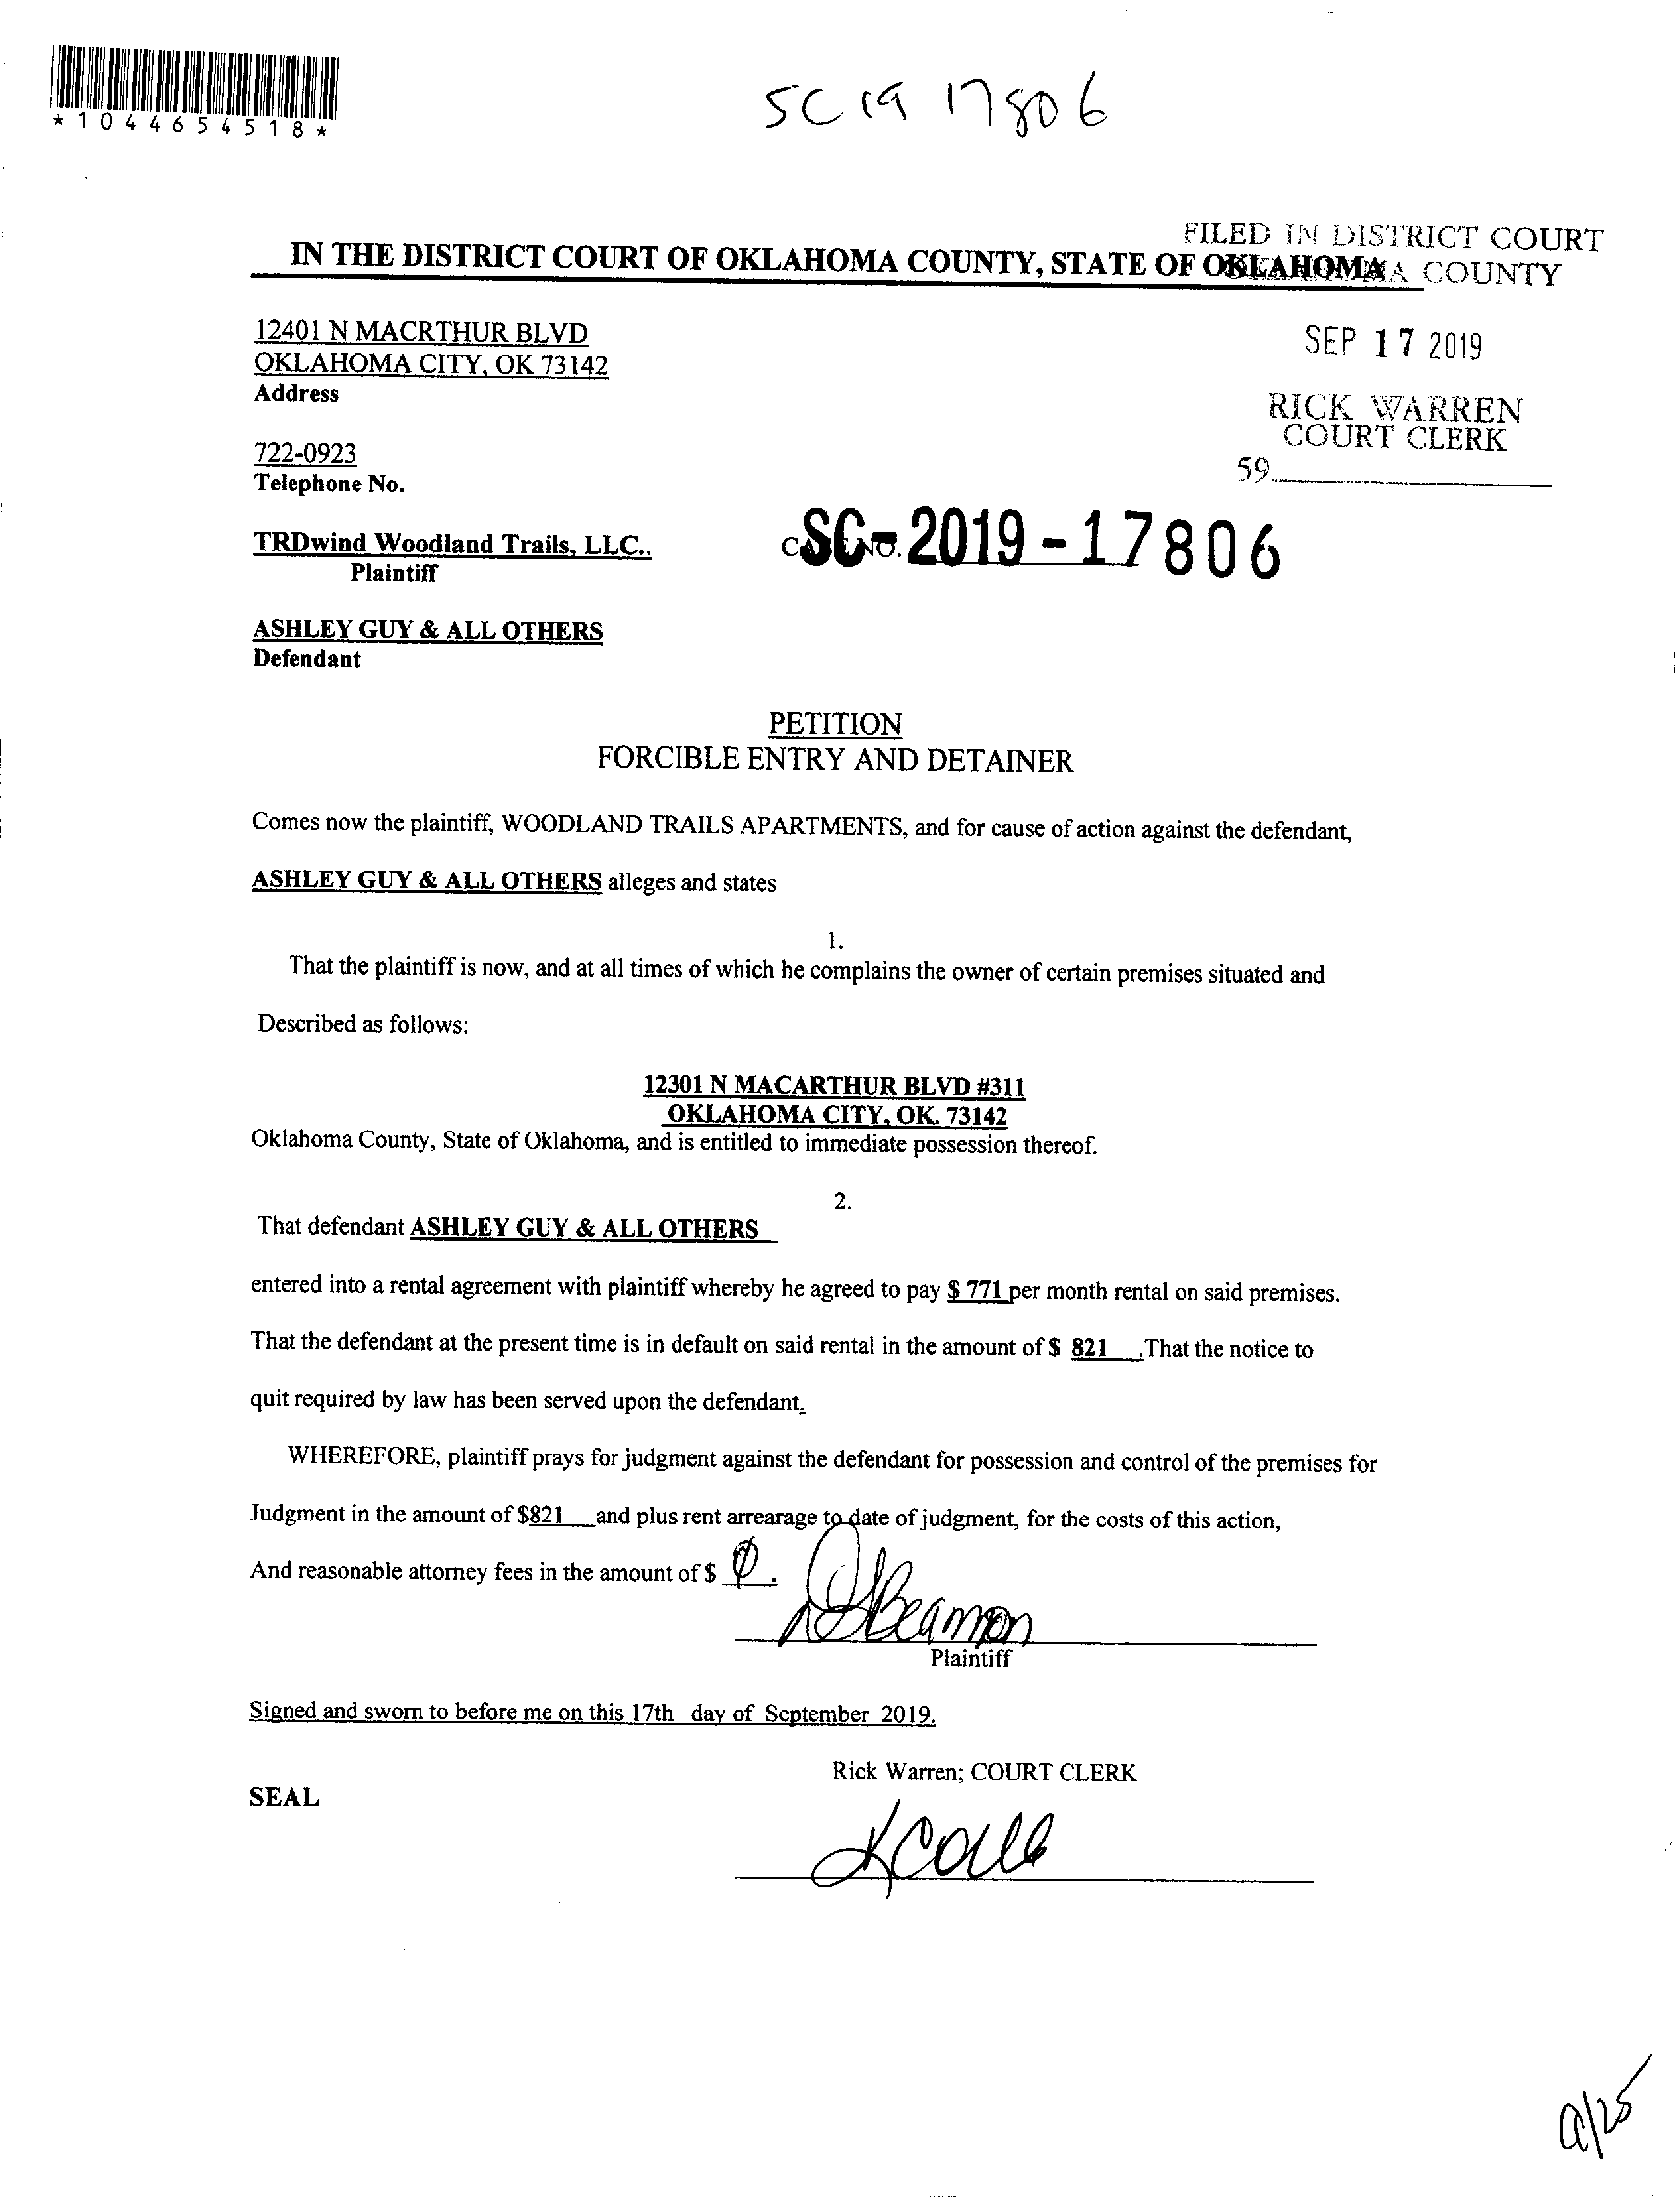 *1044654518*
SC 19 17806
FILED IN DISTRICT COURT
IN THE DISTRICT COURT OF OKLAHOMA COUNTY, STATE OF OKLAHOMA
COUNTY
12401 N MACRTHUR BLVD
OKLAHOMA CITY, OK 73142
Address
SEP 17 2019
RICK WARREN
COURT CLERK
59
722-0923
Telephone No.
TRDwind Woodland Trails, LLC..
Plaintiff
SC-2019-17806
ASHLEY GUY & ALL OTHERS
Defendant
PETITION
FORCIBLE ENTRY AND DETAINER
Comes now the plaintiff, WOODLAND TRAILS APARTMENTS, and for cause of action against the defendant,
ASHLEY GUY & ALL OTHERS alleges and states
1.
That the plaintiff is now, and at all times of which he complains the owner of certain premises situated and
Described as follows:
12301 N MACARTHUR BLVD #311
OKLAHOMA CITY, OK. 73142
Oklahoma County, State of Oklahoma, and is entitled to immediate possession thereof.
2.
That defendant ASHLEY GUY & ALL OTHERS
entered into a rental agreement with plaintiff whereby he agreed to pay $ 771 per month rental on said premises.
That the defendant at the present time is in default on said rental in the amount of $ 821 .That the notice to
quit required by law has been served upon the defendant.
WHEREFORE, plaintiff prays for judgment against the defendant for possession and control of the premises for
Judgment in the amount of $821 and plus rent arrearage to date of judgment, for the costs of this action,
And reasonable attorney fees in the amount of $ 0.
Beamon
Plaintiff
Signed and sworn to before me on this 17th day of September 2019.
Rick Warren; COURT CLERK
SEAL